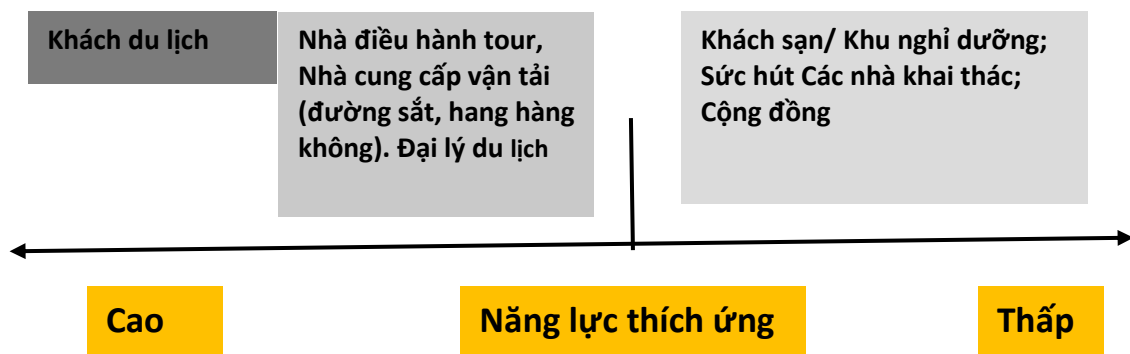 Khách du lịch
Nhà điều hành tour,
Nhà cung cấp vận tải
(đường sắt, hang hàng
không). Đại lý du lịch
Khách sạn/ Khu nghỉ dưỡng;
Sức hút Các nhà khai thác;
Cộng đồng
Cao
Năng lực thích ứng
Thấp